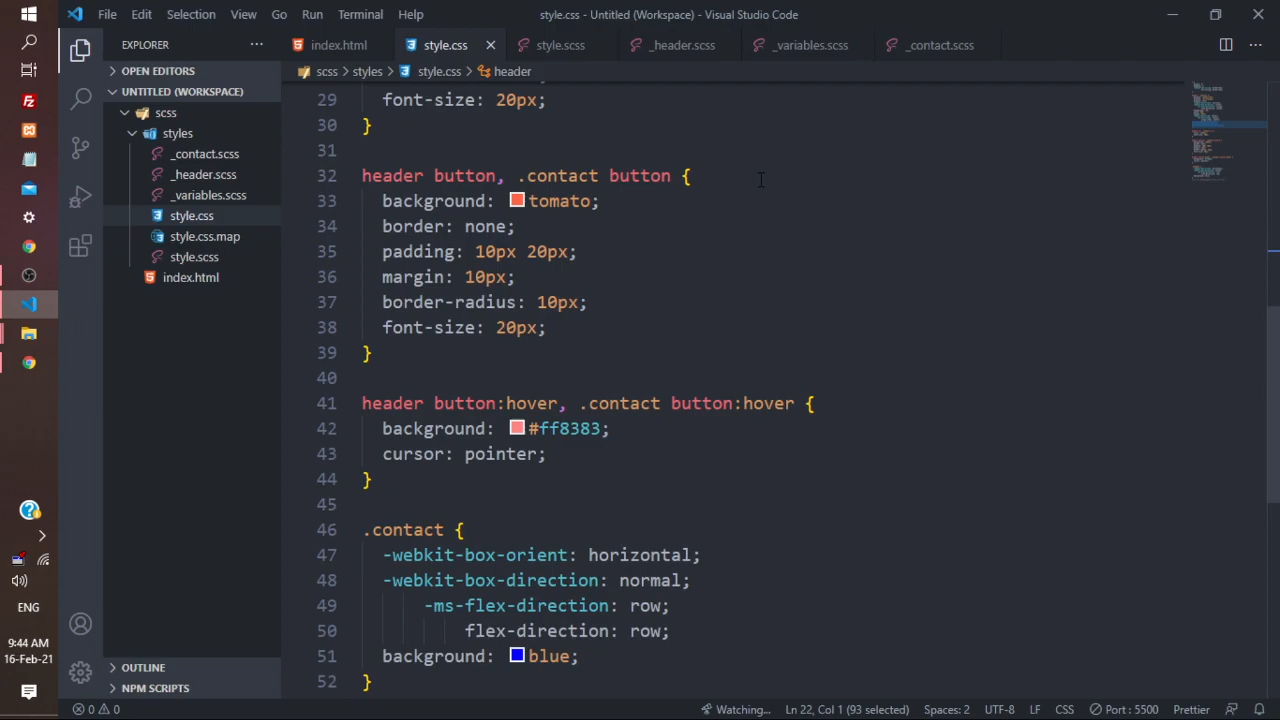 File Edit Selection View Go Run Terminal Help
style.css - Untitled (Workspace) - Visual Studio Code
EXPLORER
index.html
style.css
style.scss
_header.scss
_variables.scss
_contact.scss
OPEN EDITORS
UNTITLED (WORKSPACE)
scss
styles
_contact.scss
_header.scss
_variables.scss
style.css
style.css.map
style.scss
index.html
OUTLINE
NPM SCRIPTS
scss > styles > style.css > header
29 font-size: 20px;
30 }
31
32 header button, .contact button {
33 background: tomato;
34 border: none;
35 padding: 10px 20px;
36 margin: 10px;
37 border-radius: 10px;
38 font-size: 20px;
39 }
40
41 header button:hover, .contact button:hover {
42 background: #ff8383;
43 cursor: pointer;
44 }
45
46 .contact {
47 -webkit-box-orient: horizontal;
48 -webkit-box-direction: normal;
49 -ms-flex-direction: row;
50 flex-direction: row;
51 background: blue;
52 }
ENG
9:44 AM
16-Feb-21
0 0
Watching...
Ln 22, Col 1 (93 selected)
Spaces: 2
UTF-8
LF
CSS
Port : 5500
Prettier